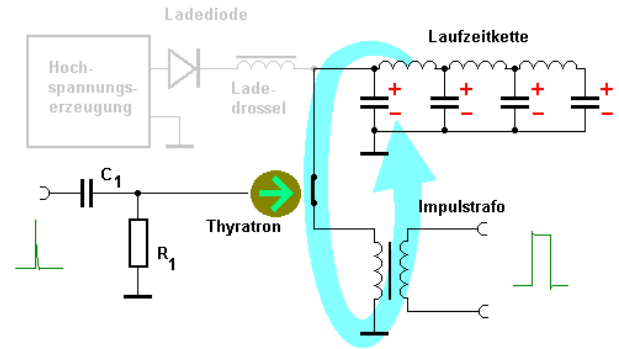 Ladediode
Laufzeitkette
Hoch-
spannungs-
erzeugung
Lade-
drossel
+ + + +
− − − −
C1
Thyratron
Impulstrafo
R1